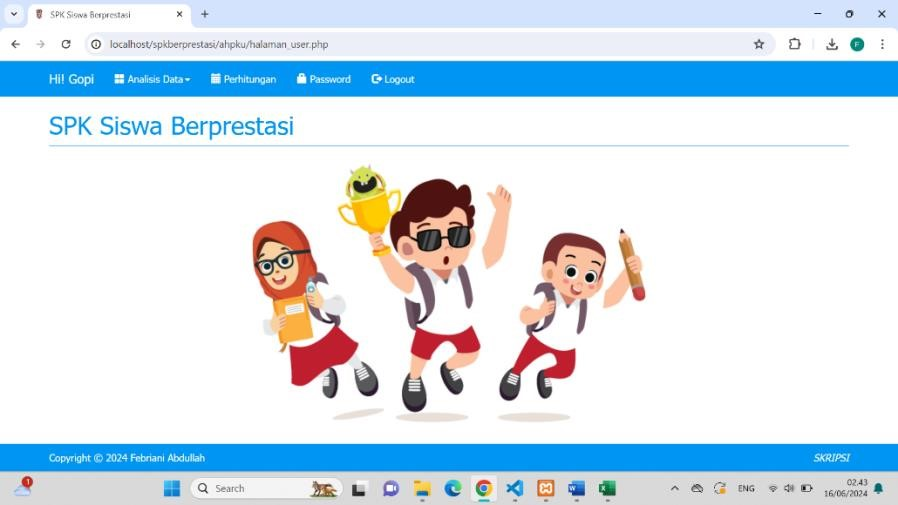 SPK Siswa Berprestasi
localhost/spkberprestasi/ahpku/halaman_user.php
F
Hi! Gopi Analisis Data Perhitungan Password Logout
SPK Siswa Berprestasi
Copyright © 2024 Febriani Abdullah SKRIPSI
1
Search
ENG
02.43
16/06/2024